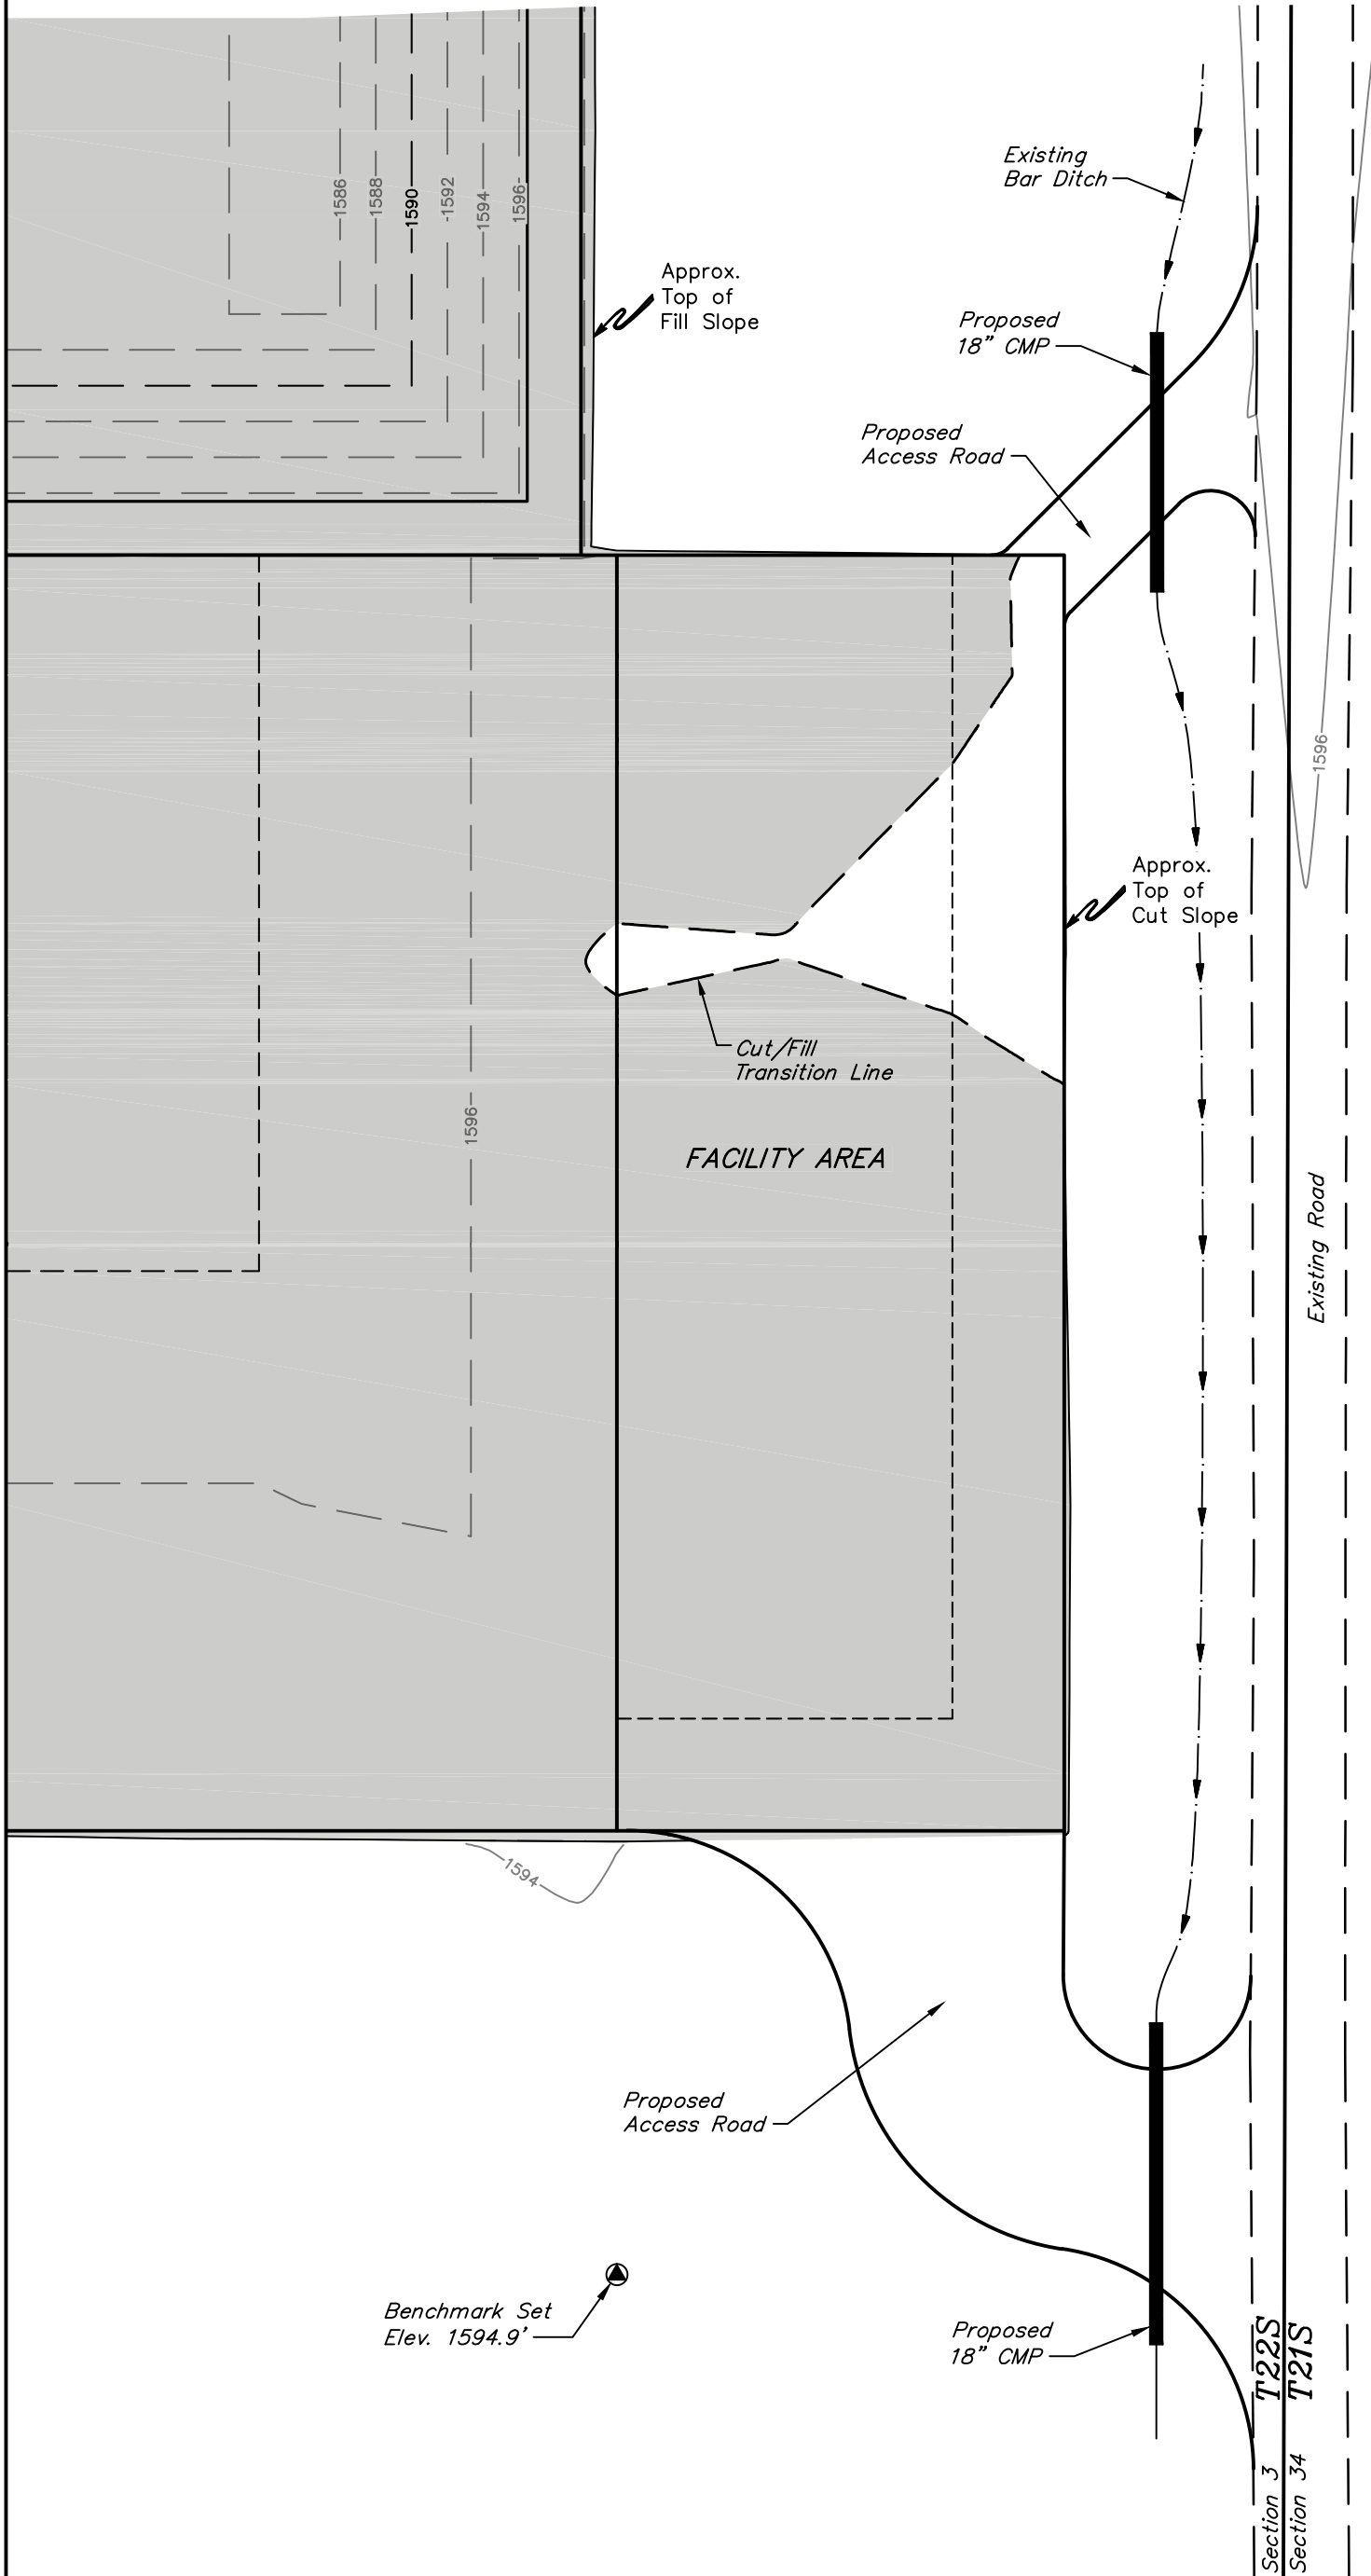 Existing
Bar Ditch
1586
1588
1590
1592
1594
1596
Approx.
Top of
Fill Slope
Proposed
18" CMP
Proposed
Access Road
1596
Approx.
Top of
Cut Slope
Cut/Fill
Transition Line
1596
FACILITY AREA
Existing Road
1594
Proposed
Access Road
Benchmark Set
Elev. 1594.9'
Proposed
18" CMP
T22S
T21S
Section 3
Section 34